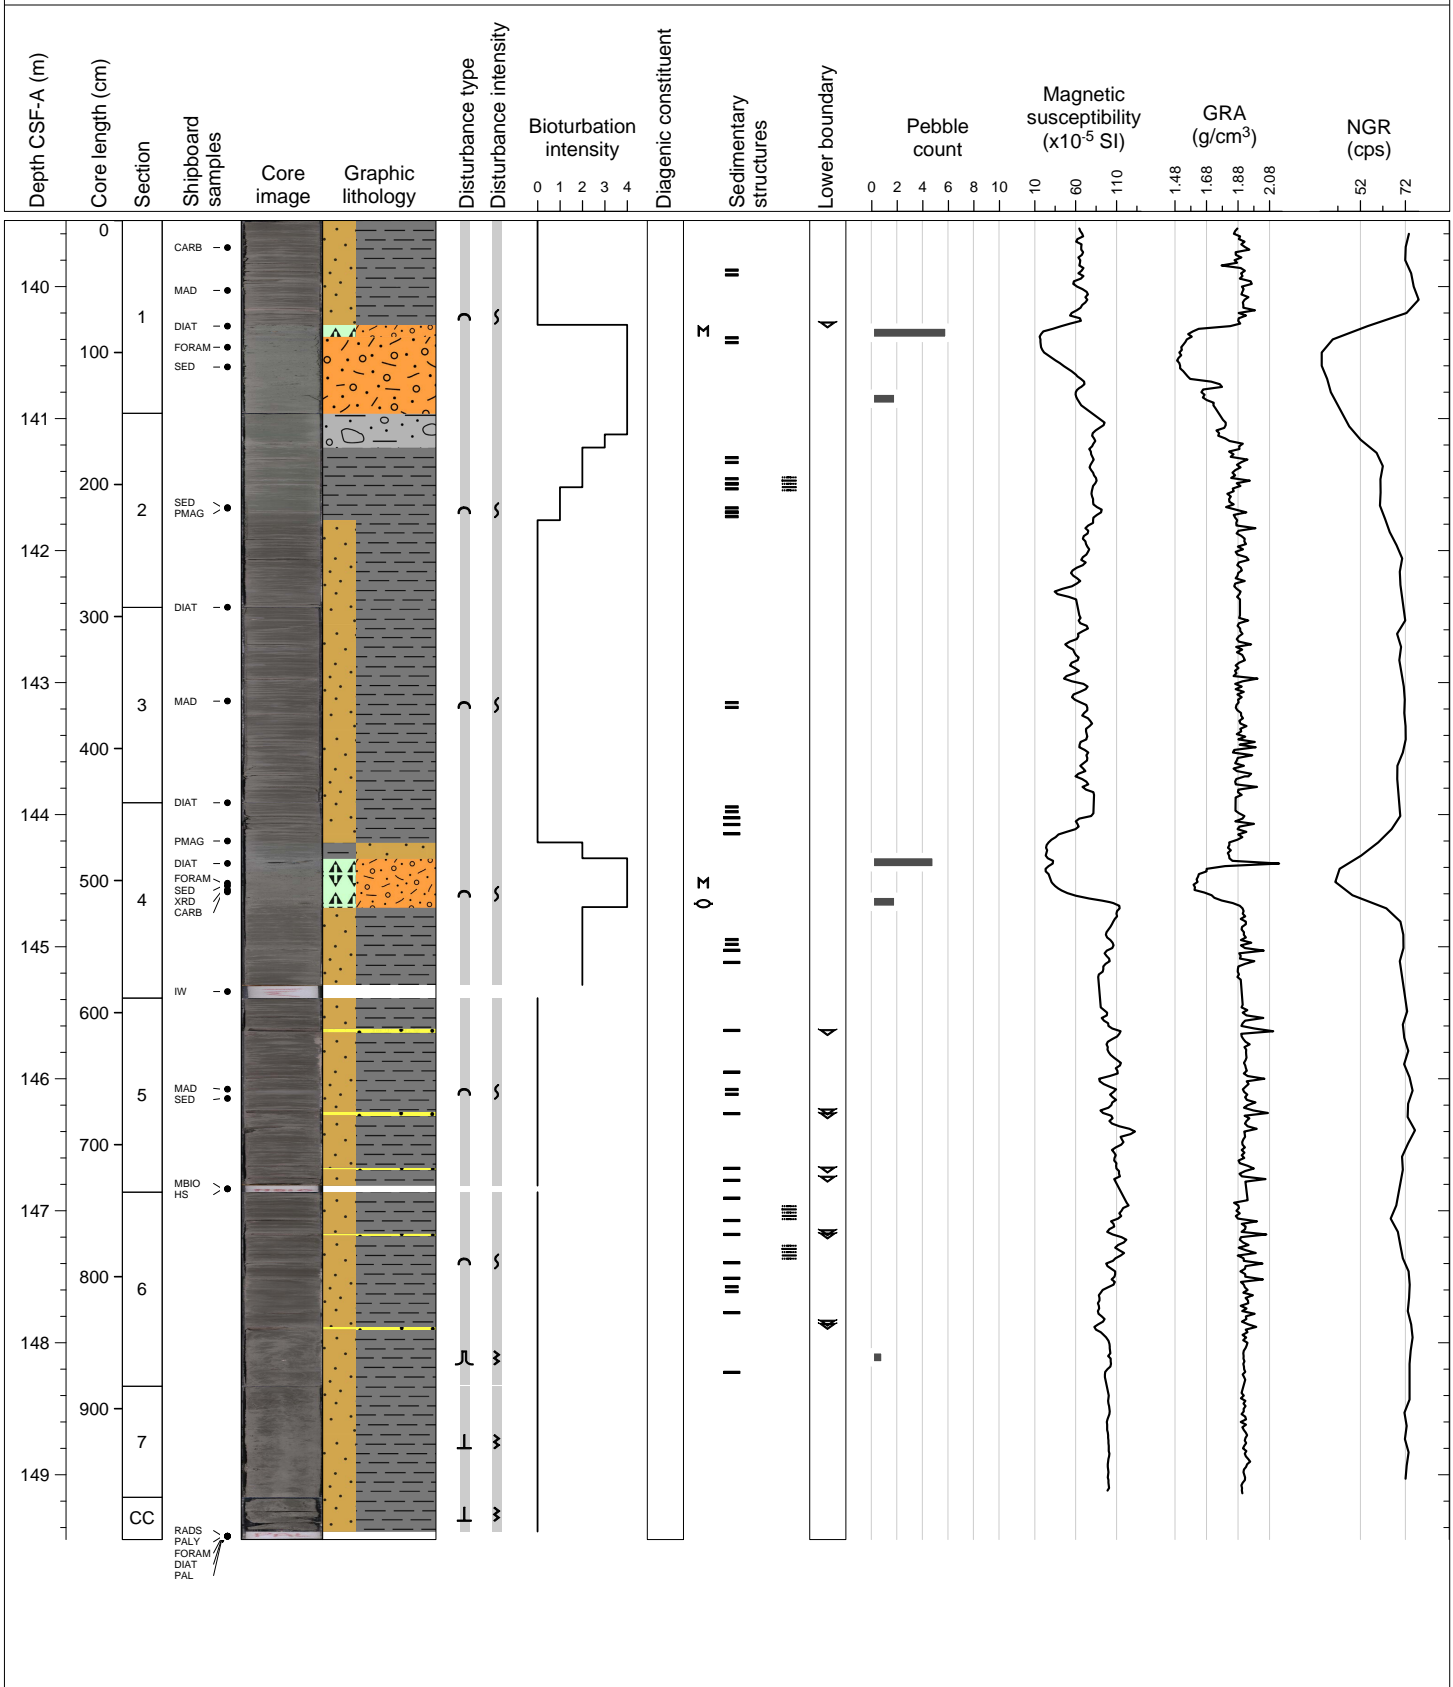 Depth CSF-A (m)
Core length (cm)
Section
Shipboard
samples
Core
image
Graphic
lithology
Disturbance type
Disturbance intensity
Bioturbation
intensity
0 1 2 3 4
Diagenic constituent
Sedimentary
structures
Lower boundary
Pebble
count
0 2 4 6 8 10
Magnetic
susceptibility
(x10-5 SI)
10 60 110
GRA
(g/cm3)
1.48 1.68 1.88 2.08
NGR
(cps)
52 72
0
CARB
140
MAD
1
DIAT
M
FORAM
100
SED
141
200
SED
2
PMAG
142
DIAT
300
143
MAD
3
400
DIAT
144
PMAG
DIAT
FORAM
500
M
SED
4
XRD
CARB
145
IW
600
146
MAD
5
SED
700
MBIO
HS
147
800
6
148
900
7
149
CC
RADS
PALY
FORAM
DIAT
PAL